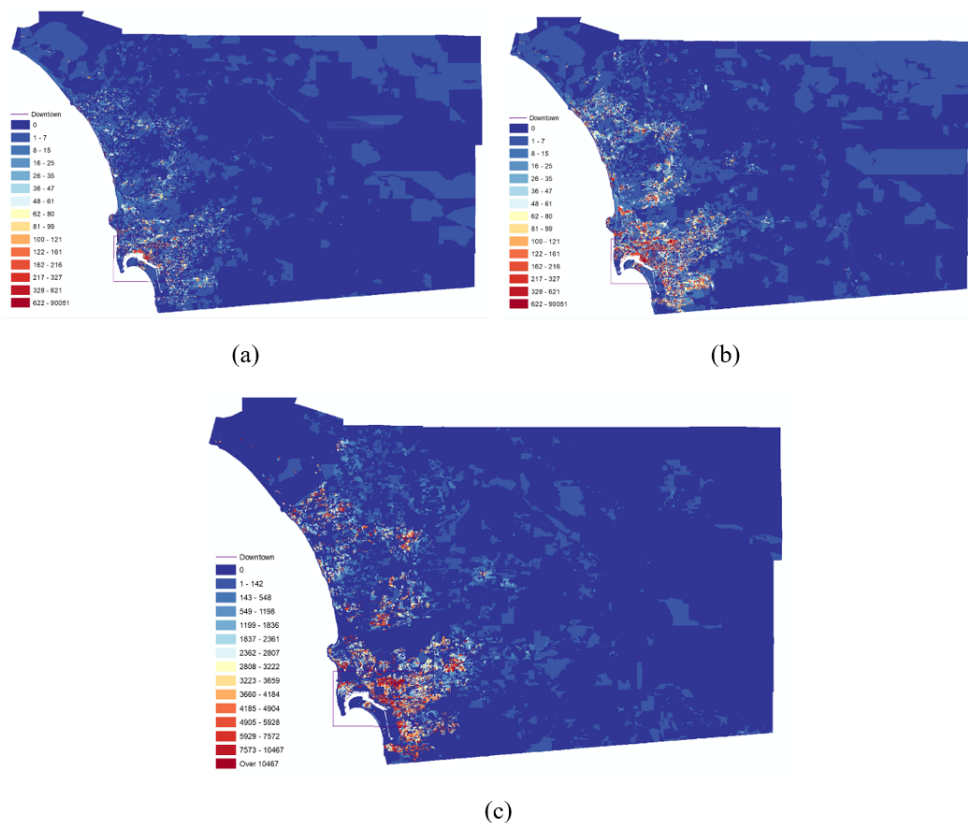 Downtown
0
1 - 7
8 - 15
16 - 25
26 - 35
36 - 47
48 - 61
62 - 80
81 - 99
100 - 121
122 - 161
162 - 216
217 - 327
328 - 621
622 - 90051
(a)
Downtown
0
1 - 7
8 - 15
16 - 25
26 - 35
36 - 47
48 - 61
62 - 80
81 - 99
100 - 121
122 - 161
162 - 216
217 - 327
328 - 621
622 - 90051
(b)
Downtown
0
1 - 142
143 - 548
549 - 1198
1199 - 1836
1837 - 2361
2362 - 2807
2808 - 3222
3223 - 3659
3660 - 4184
4185 - 4904
4905 - 5928
5929 - 7572
7573 - 10467
Over 10467
(c)